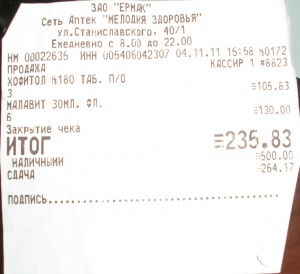 ЗАО "ЕРМАК"
Сеть Аптек "МЕЛОДИЯ ЗДОРОВЬЯ"
ул.Станиславского, 40/1
Ежедневно с 8.00 до 22.00
НМ 00022635 ИНН 005406042307 04.11.11 15:58 №0172
ПРОДАЖА КАССИР 1 #8823
ХОФИТОЛ N180 ТАБ. П/О
3 ≡105.83
МАЛАВИТ 30МЛ. ФЛ.
6 ≡130.00
Закрытие чека
ИТОГ ≡235.83
НАЛИЧНЫМИ ≡500.00
СДАЧА ≡264.17
ПОДПИСЬ